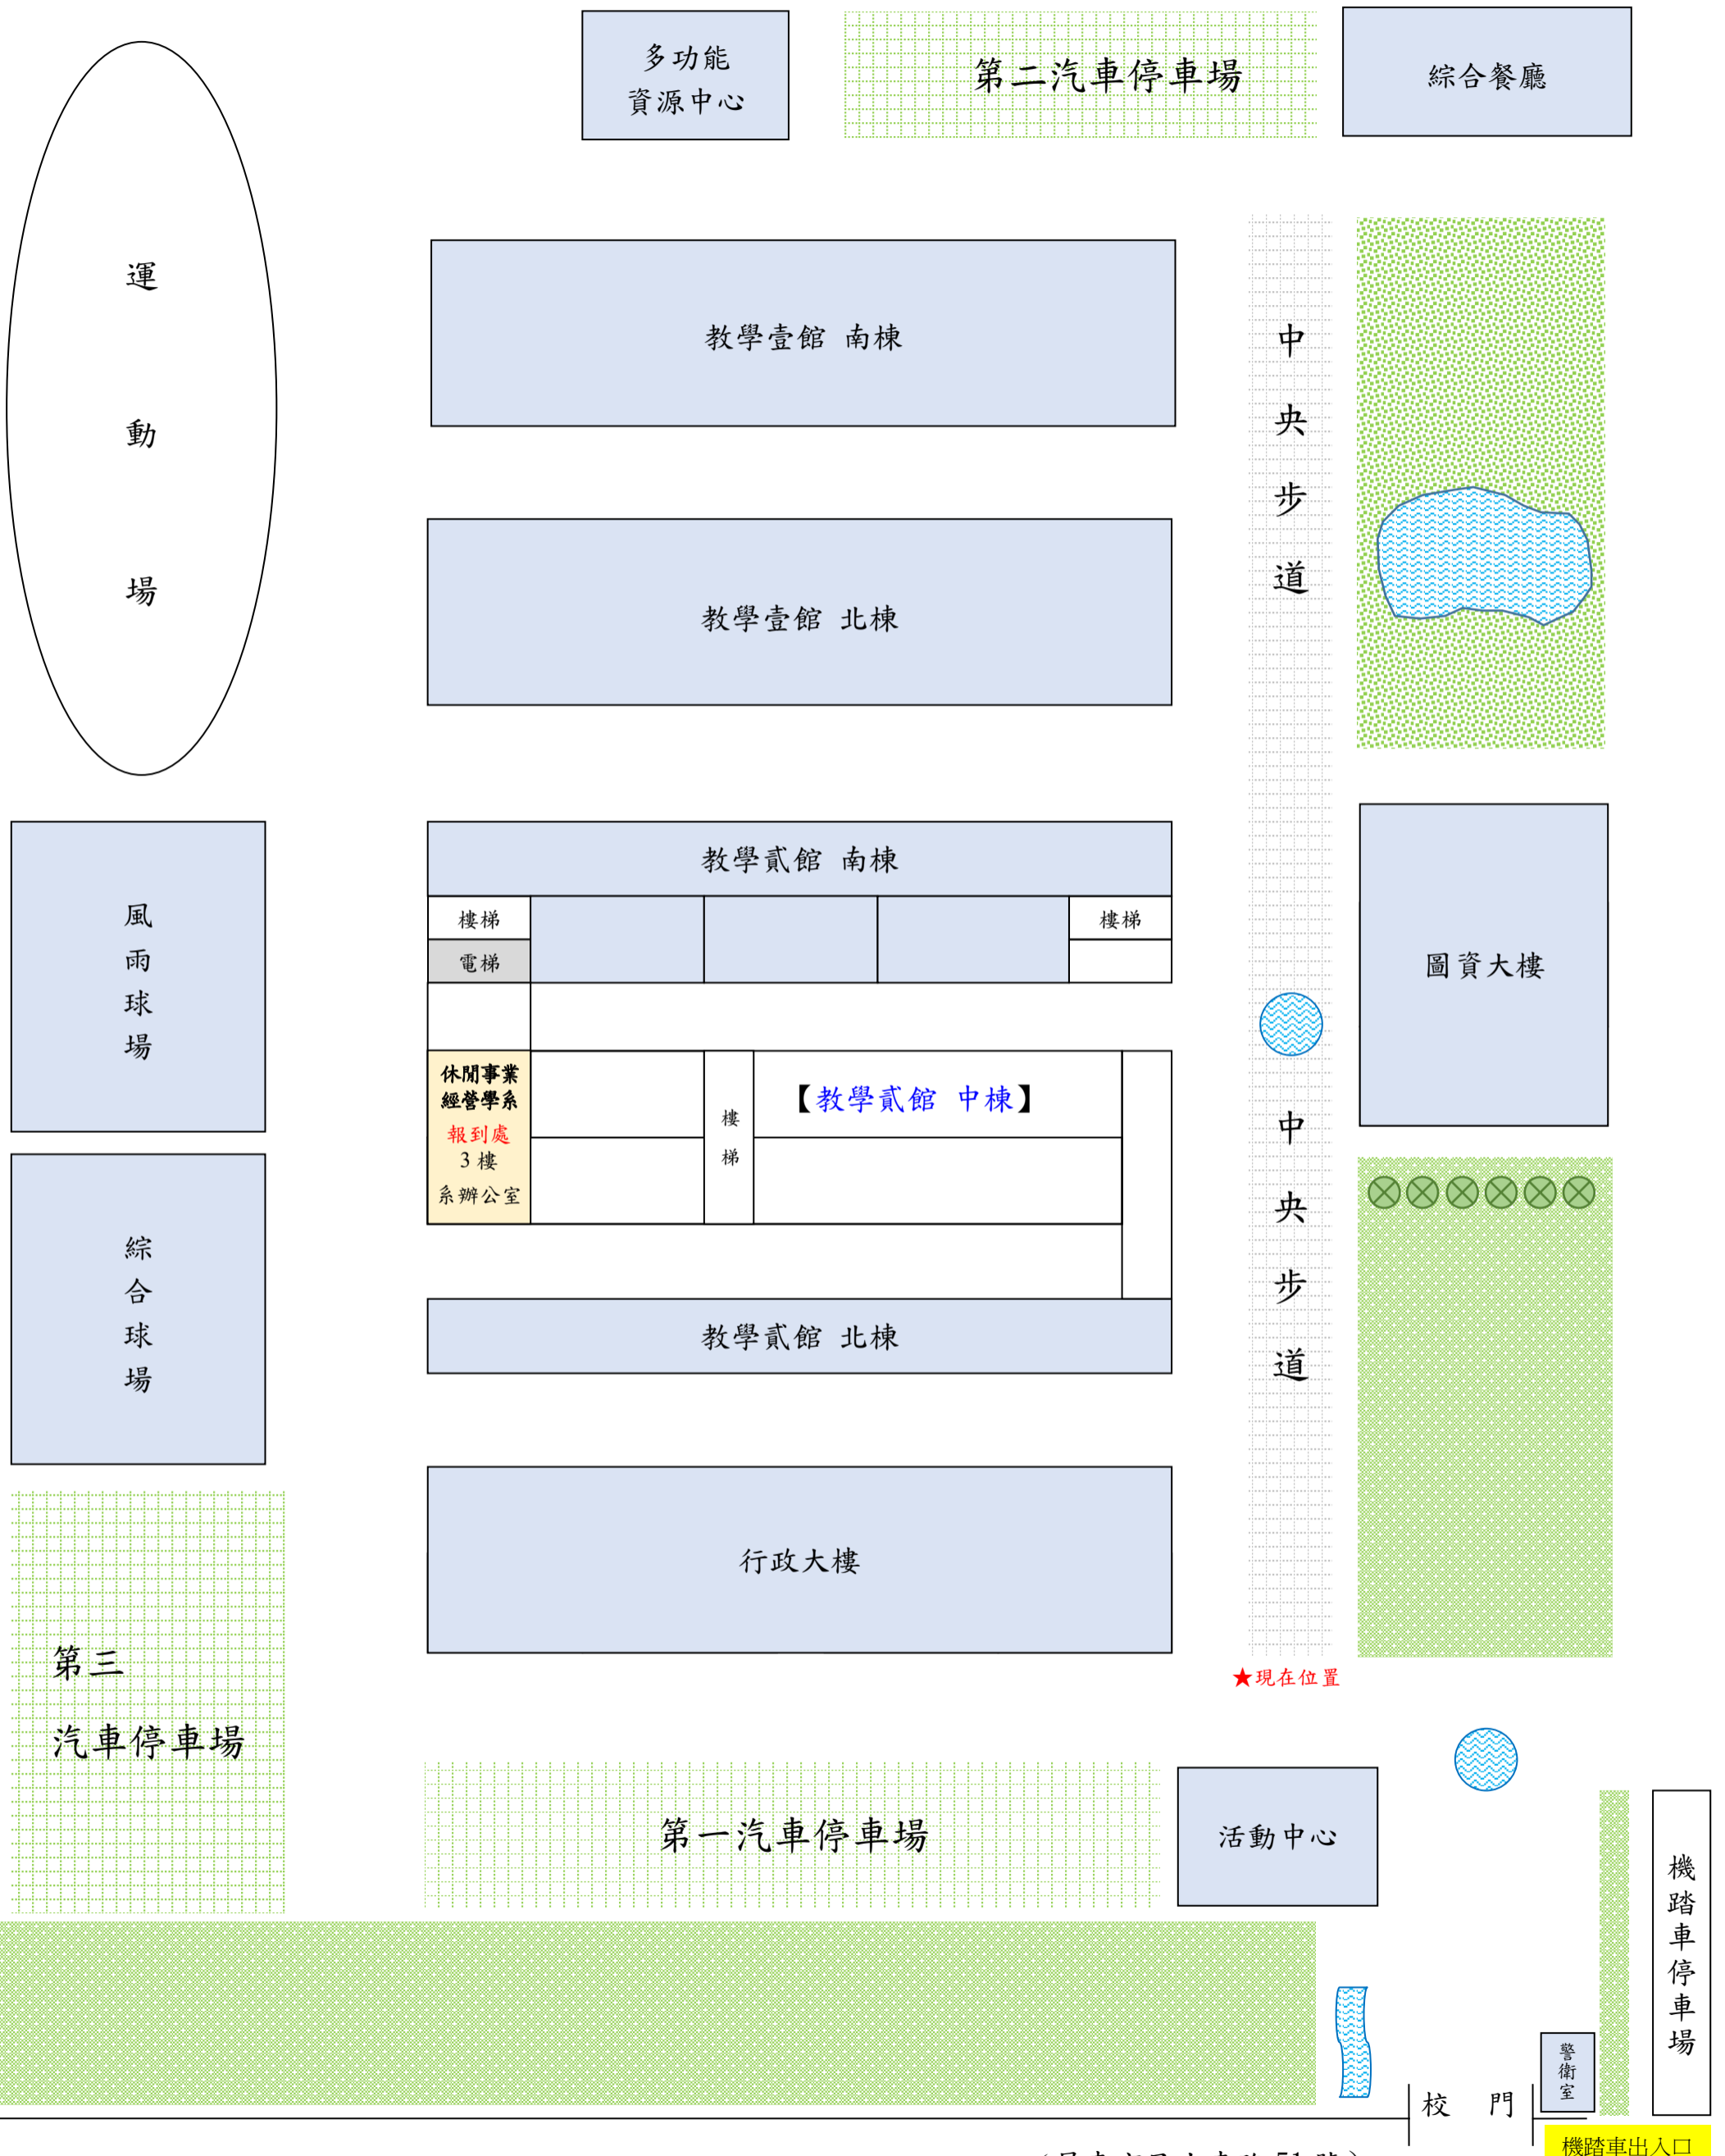 多功能
資源中心
第二汽車停車場
綜合餐廳
運動場
教學壹館 南棟
中央步道
教學壹館 北棟
教學貳館 南棟
樓梯
樓梯
電梯
風雨球場
圖資大樓
休閒事業
經營學系
報到處
3 樓
系辦公室
樓梯
【教學貳館 中棟】
中央步道
綜合球場
教學貳館 北棟
行政大樓
第三
汽車停車場
★現在位置
第一汽車停車場
活動中心
機踏車停車場
警衛室
校 門
機踏車出入口
51 號）